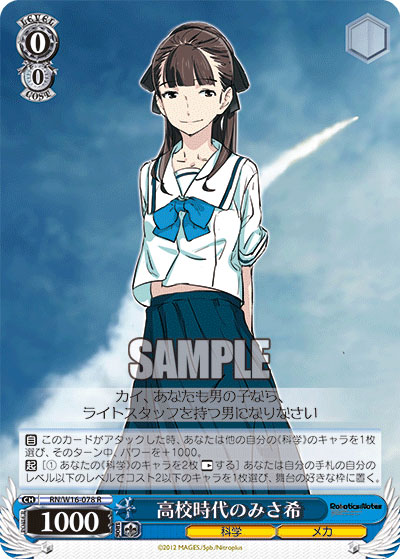 LEVEL
0
0
COST
SAMPLE
カイ、あなたも男の子なら、
ライトスタッフを持つ男になりなさい
自 このカードがアタックした時、あなたは他の自分の《科学》のキャラを1枚
選び、そのターン中、パワーを+1000。
起 [① あなたの《科学》のキャラを2枚レストする] あなたは自分の手札の自分の
レベル以下のレベルでコスト2以下のキャラを1枚選び、舞台の好きな枠に置く。
CH RN/W16-078 R
1000
高校時代のみさ希
Robotics;Notes
科学
メカ
©2012 MAGES./5pb./Nitroplus